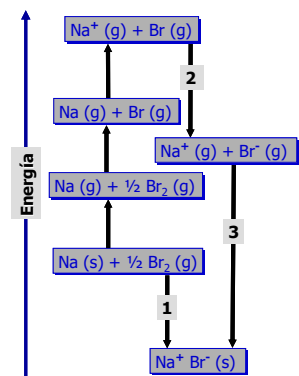 Na⁺ (g) + Br (g)
2
Na (g) + Br (g)
Na⁺ (g) + Br⁻ (g)
Energía
Na (g) + ½ Br₂ (g)
3
Na (s) + ½ Br₂ (g)
1
Na⁺ Br⁻ (s)